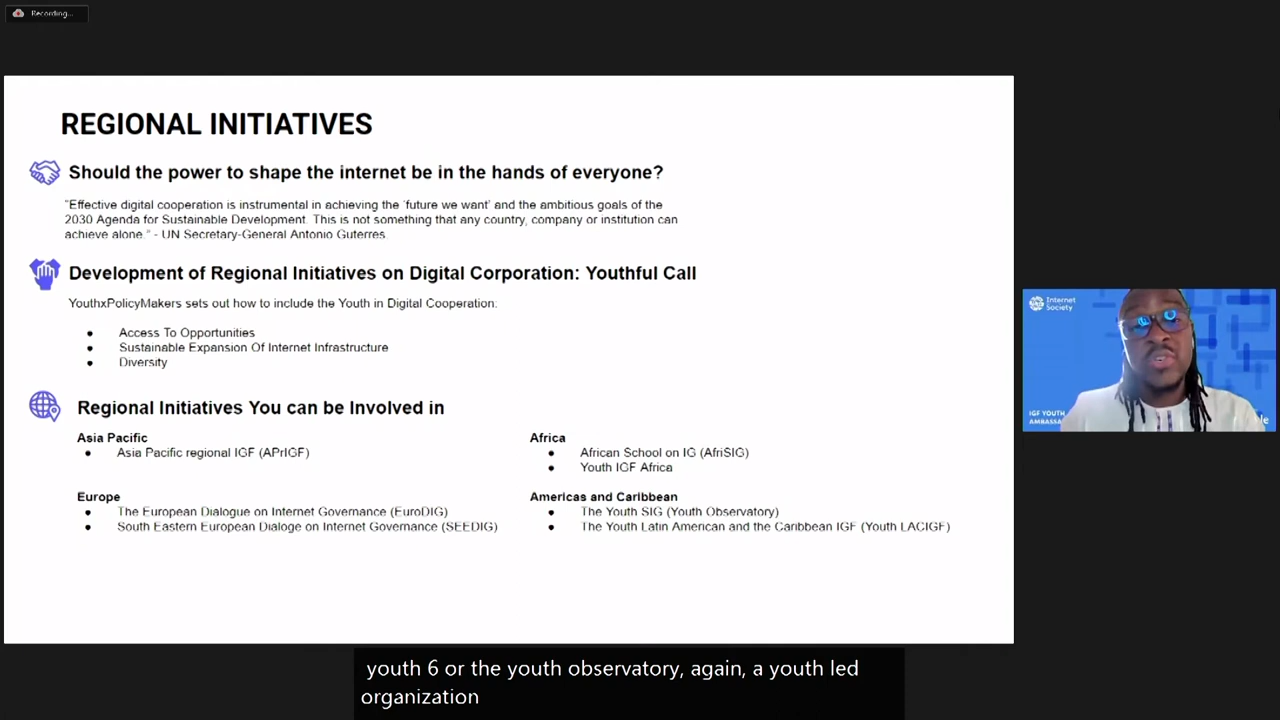 Recording...
REGIONAL INITIATIVES
Should the power to shape the internet be in the hands of everyone?
"Effective digital cooperation is instrumental in achieving the 'future we want' and the ambitious goals of the
2030 Agenda for Sustainable Development. This is not something that any country, company or institution can
achieve alone." - UN Secretary-General Antonio Guterres.
Development of Regional Initiatives on Digital Corporation: Youthful Call
YouthxPolicyMakers sets out how to include the Youth in Digital Cooperation:
● Access To Opportunities
● Sustainable Expansion Of Internet Infrastructure
● Diversity
Regional Initiatives You can be Involved in
Asia Pacific
● Asia Pacific regional IGF (APrIGF)
Africa
● African School on IG (AfriSIG)
● Youth IGF Africa
Europe
● The European Dialogue on Internet Governance (EuroDIG)
● South Eastern European Dialoge on Internet Governance (SEEDIG)
Americas and Caribbean
● The Youth SIG (Youth Observatory)
● The Youth Latin American and the Caribbean IGF (Youth LACIGF)
Internet
Society
IGF YOUTH
AMBASSA
le
youth 6 or the youth observatory, again, a youth led
organization